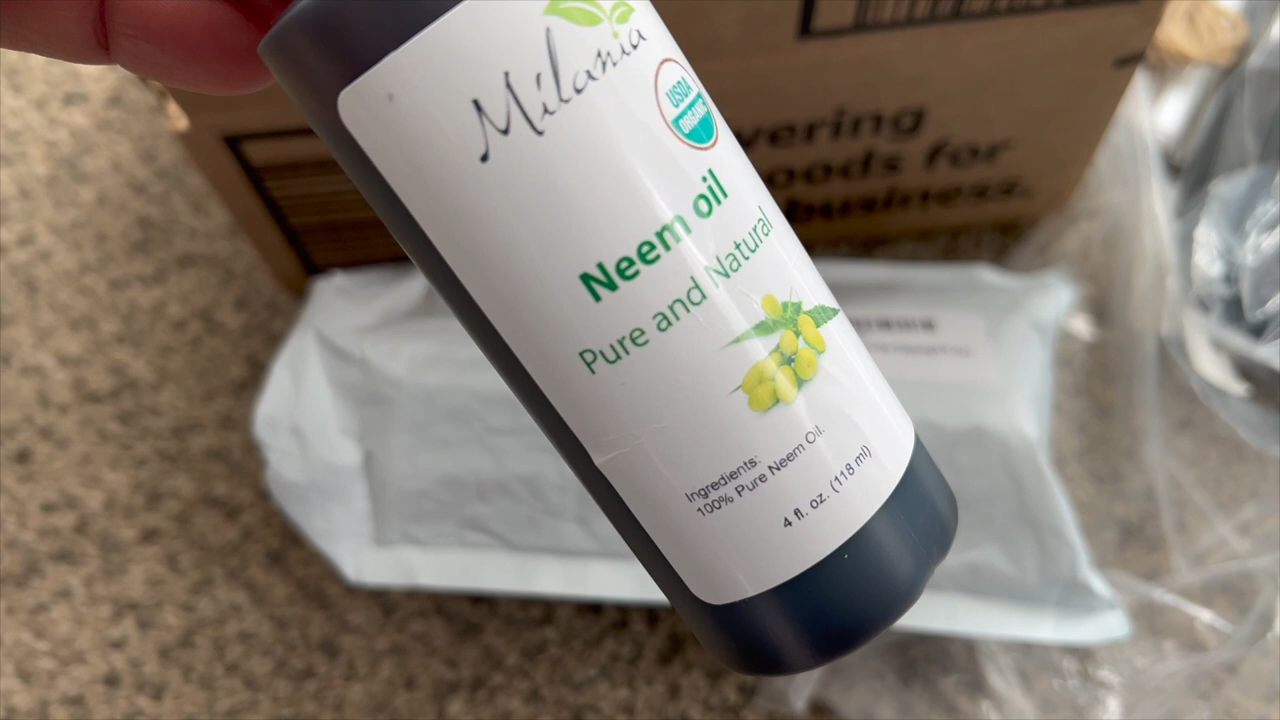 Milania
USDA
ORGANIC
Neem oil
Pure and Natural
Ingredients:
100% Pure Neem Oil.
4 fl. oz. (118 ml)
vering
oods for
business.